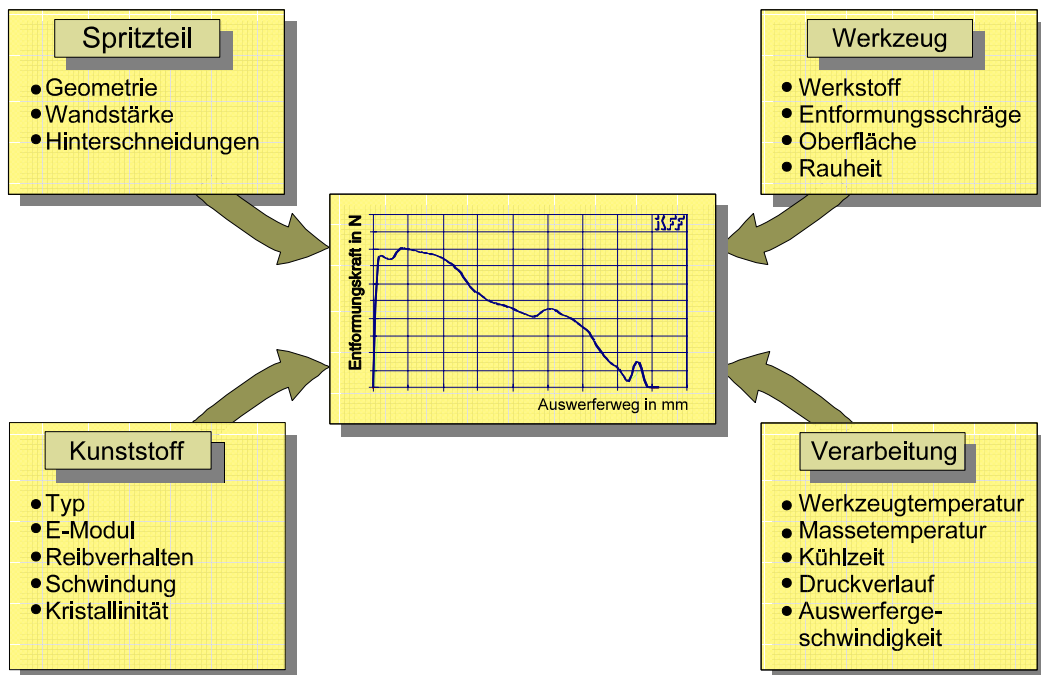 Spritzteil
• Geometrie
• Wandstärke
• Hinterschneidungen
Werkzeug
• Werkstoff
• Entformungsschräge
• Oberfläche
• Rauheit
Entformungskraft in N
IKFF
Auswerferweg in mm
Kunststoff
• Typ
• E-Modul
• Reibverhalten
• Schwindung
• Kristallinität
Verarbeitung
• Werkzeugtemperatur
• Massetemperatur
• Kühlzeit
• Druckverlauf
• Auswerferge-
schwindigkeit